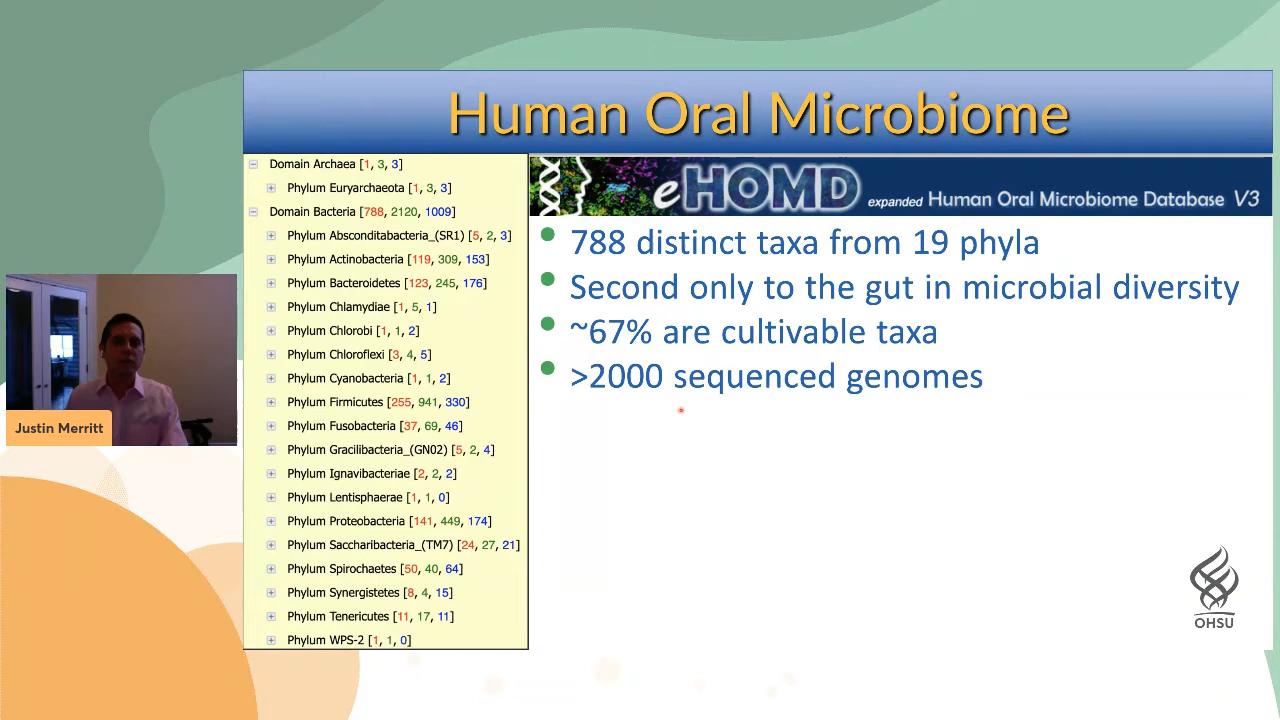 Human Oral Microbiome
Domain Archaea [1, 3, 3]
Phylum Euryarchaeota [1, 3, 3]
Domain Bacteria [788, 2120, 1009]
Phylum Absconditabacteria_(SR1) [5, 2, 3]
Phylum Actinobacteria [119, 309, 153]
Phylum Bacteroidetes [123, 245, 176]
Phylum Chlamydiae [1, 5, 1]
Phylum Chlorobi [1, 1, 2]
Phylum Chloroflexi [3, 4, 5]
Phylum Cyanobacteria [1, 1, 2]
Phylum Firmicutes [255, 941, 330]
Phylum Fusobacteria [37, 69, 46]
Phylum Gracilibacteria_(GN02) [5, 2, 4]
Phylum Ignavibacteriae [2, 2, 2]
Phylum Lentisphaerae [1, 1, 0]
Phylum Proteobacteria [141, 449, 174]
Phylum Saccharibacteria_(TM7) [24, 27, 21]
Phylum Spirochaetes [50, 40, 64]
Phylum Synergistetes [8, 4, 15]
Phylum Tenericutes [11, 17, 11]
Phylum WPS-2 [1, 1, 0]
eHOMD expanded Human Oral Microbiome Database V3
• 788 distinct taxa from 19 phyla
• Second only to the gut in microbial diversity
• ~67% are cultivable taxa
• >2000 sequenced genomes
Justin Merritt
OHSU